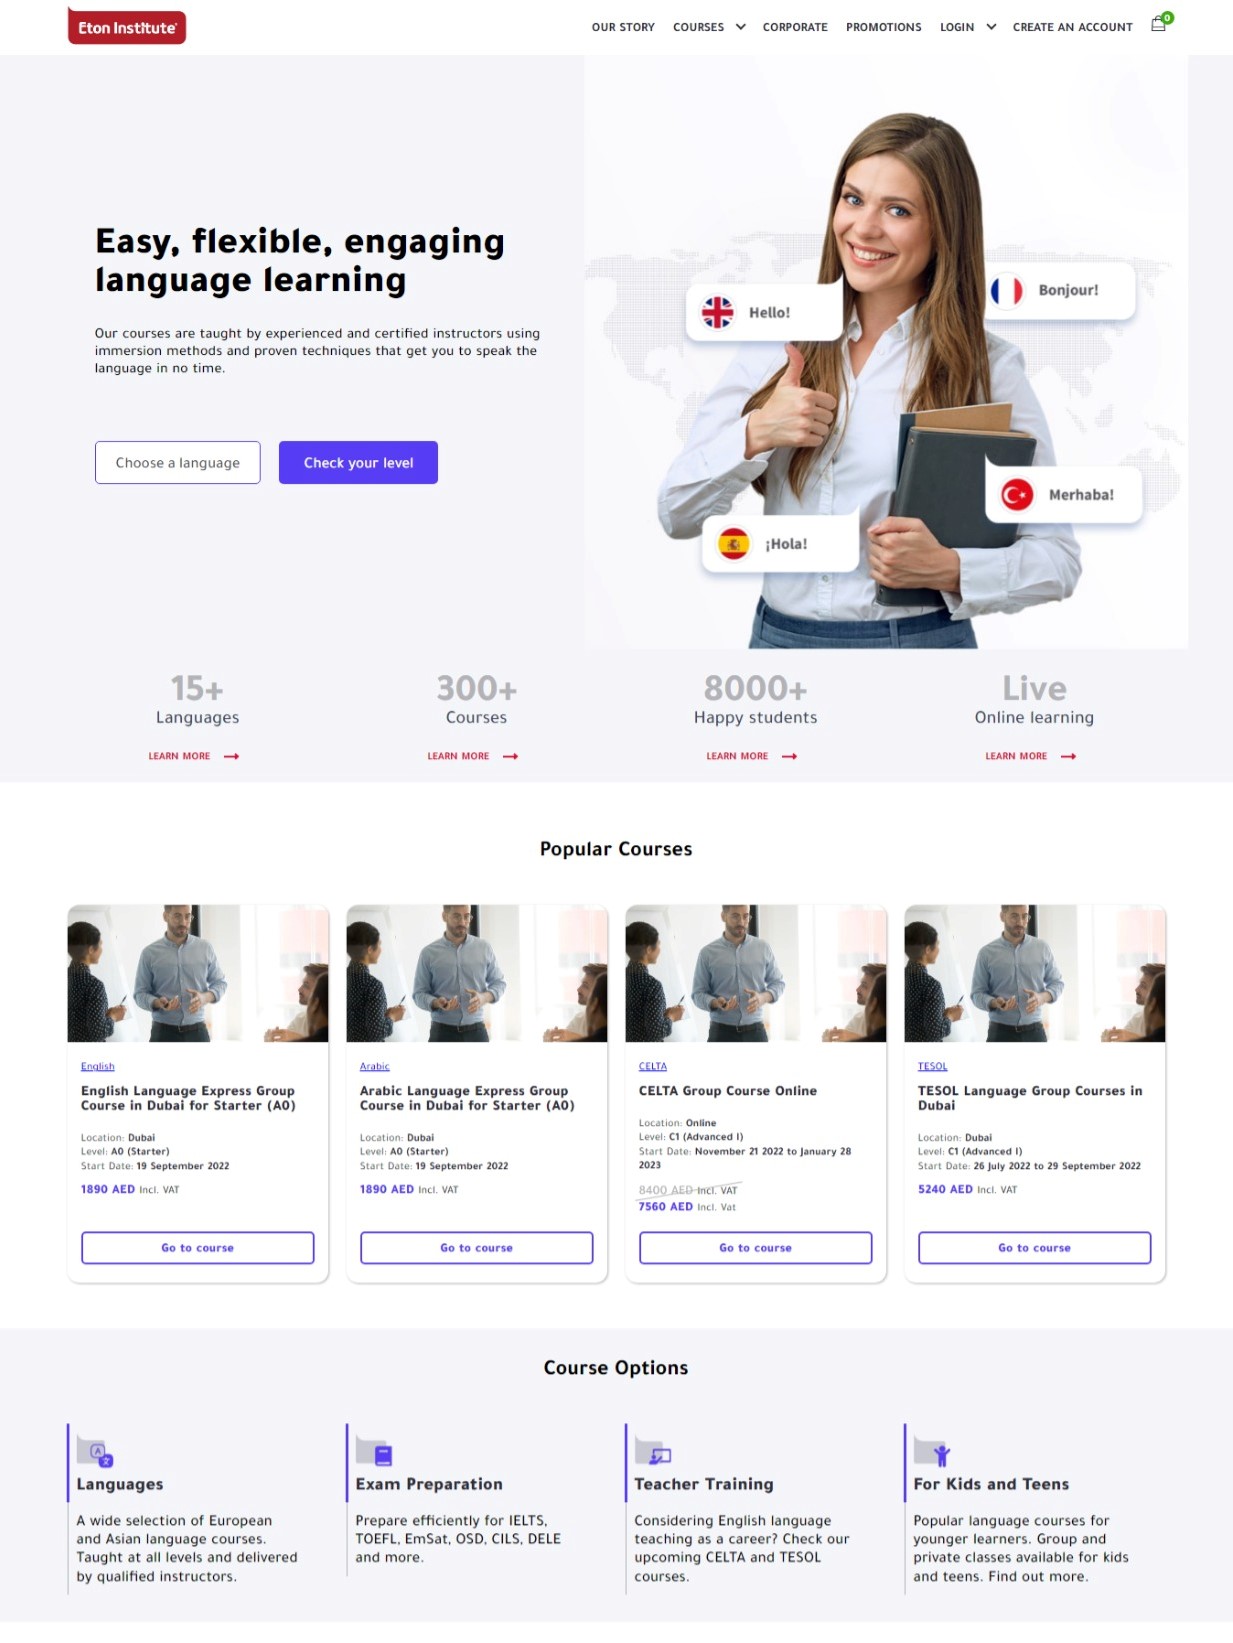 Eton Institute
OUR STORY COURSES CORPORATE PROMOTIONS LOGIN CREATE AN ACCOUNT 0
Easy, flexible, engaging
language learning
Our courses are taught by experienced and certified instructors using
immersion methods and proven techniques that get you to speak the
language in no time.
Choose a language Check your level
Hello!
Bonjour!
Merhaba!
¡Hola!
15+ 300+ 8000+ Live
Languages Courses Happy students Online learning
LEARN MORE LEARN MORE LEARN MORE LEARN MORE
Popular Courses
English
English Language Express Group
Course in Dubai for Starter (A0)
Location: Dubai
Level: A0 (Starter)
Start Date: 19 September 2022
1890 AED Incl. VAT
Go to course
Arabic
Arabic Language Express Group
Course in Dubai for Starter (A0)
Location: Dubai
Level: A0 (Starter)
Start Date: 19 September 2022
1890 AED Incl. VAT
Go to course
CELTA
CELTA Group Course Online
Location: Online
Level: C1 (Advanced I)
Start Date: November 21 2022 to January 28
2023
8400 AED Incl. VAT
7560 AED Incl. Vat
Go to course
TESOL
TESOL Language Group Courses in
Dubai
Location: Dubai
Level: C1 (Advanced I)
Start Date: 26 July 2022 to 29 September 2022
5240 AED Incl. VAT
Go to course
Course Options
Languages
A wide selection of European
and Asian language courses.
Taught at all levels and delivered
by qualified instructors.
Exam Preparation
Prepare efficiently for IELTS,
TOEFL, EmSat, OSD, CILS, DELE
and more.
Teacher Training
Considering English language
teaching as a career? Check our
upcoming CELTA and TESOL
courses.
For Kids and Teens
Popular language courses for
younger learners. Group and
private classes available for kids
and teens. Find out more.